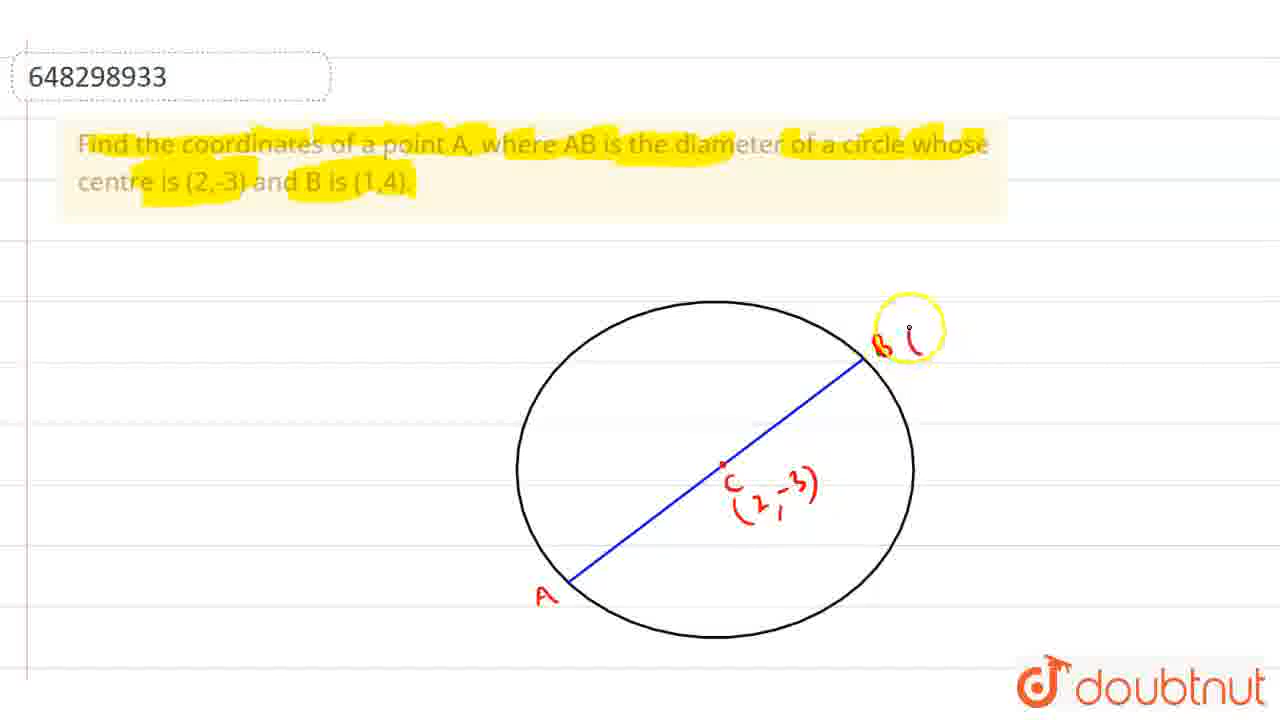 648298933
Find the coordinates of a point A, where AB is the diameter of a circle whose
centre is (2,-3) and B is (1,4).
B (
C
(2,-3)
A
doubtnut